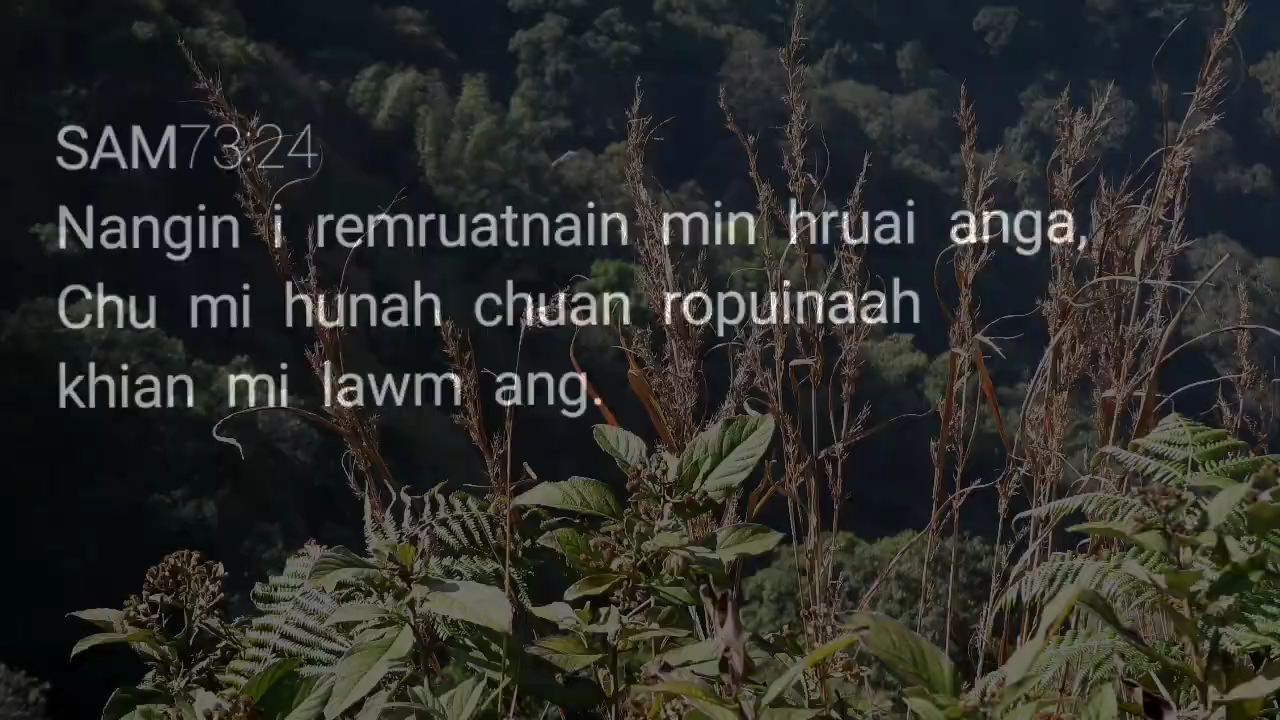 SAM73:24
Nangin i remruatnain min hruai anga,
Chu mi hunah chuan ropuinaah
khian mi lawm ang.